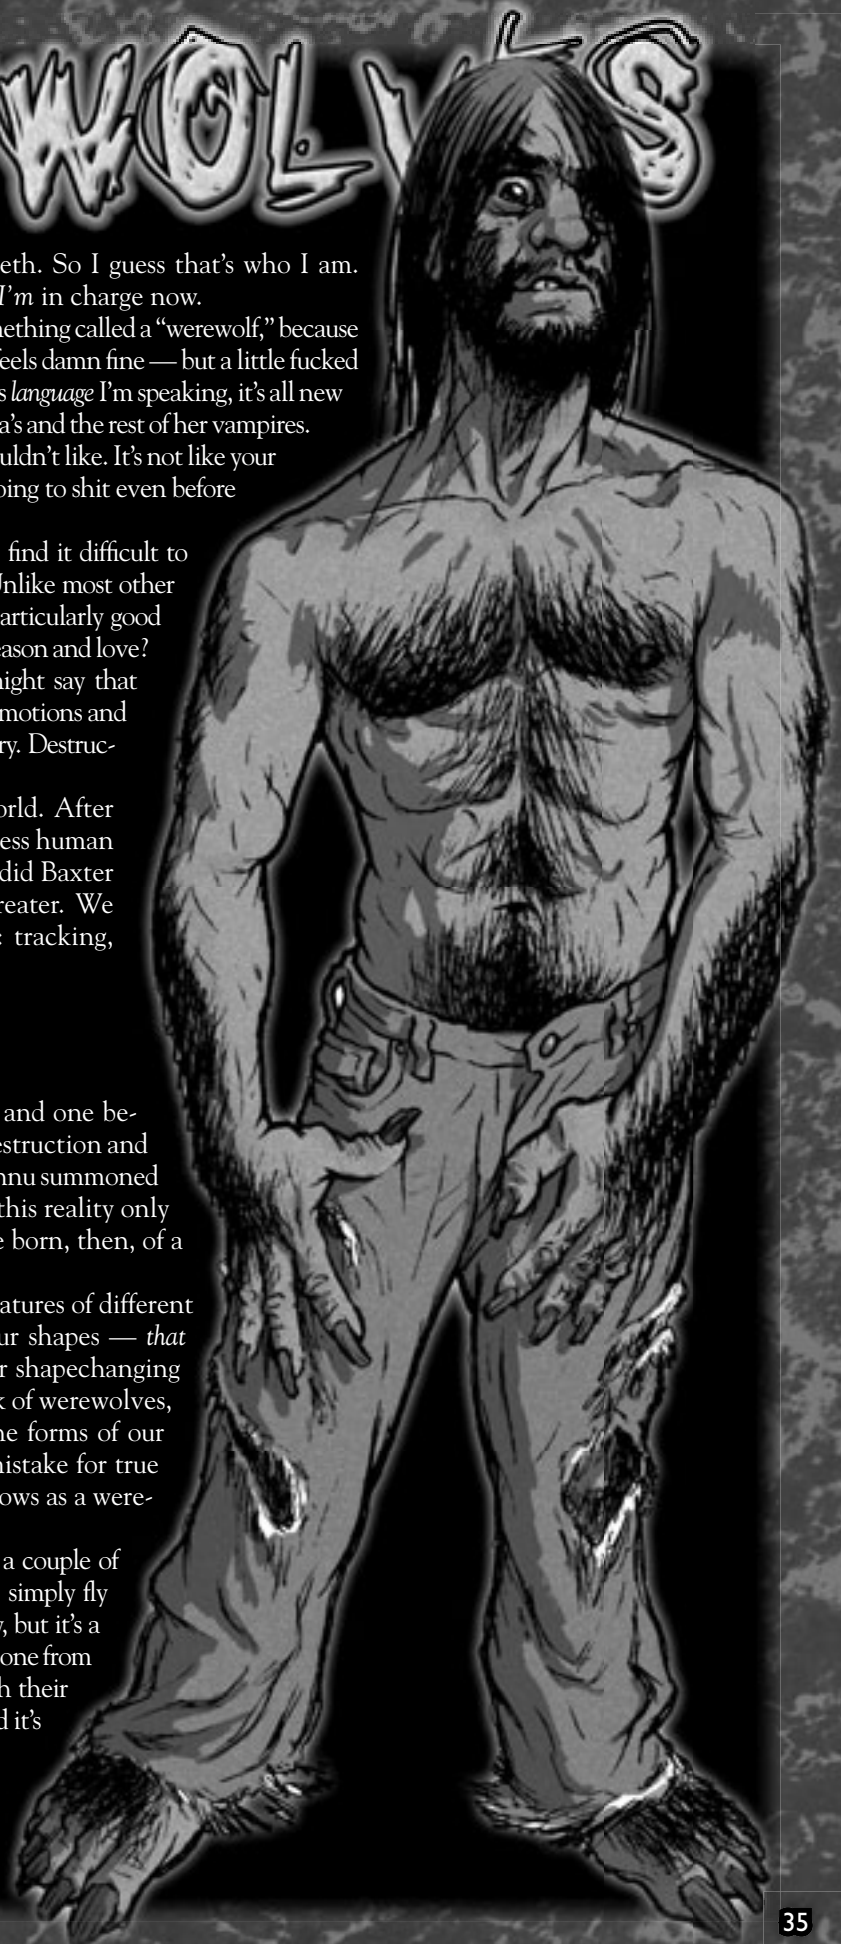 WOLVES
eth. So I guess that's who I am.
I'm in charge now.
nething called a “werewolf,” because
feels damn fine — but a little fucked
s language I'm speaking, it's all new
a's and the rest of her vampires.
uldn't like. It's not like your
oing to shit even before
find it difficult to
Unlike most other
articularly good
eason and love?
night say that
motions and
ry. Destruc-
orld. After
ess human
did Baxter
reater. We
: tracking,
and one be-
estruction and
nnu summoned
this reality only
e born, then, of a
eatures of different
ur shapes — that
r shapechanging
k of werewolves,
he forms of our
mistake for true
ows as a were-
a couple of
simply fly
y, but it's a
one from
h their
d it's
35